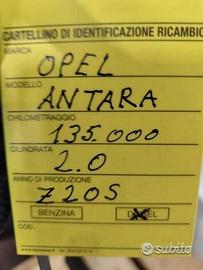 CARTELLINO DI IDENTIFICAZIONE RICAMBIO
MARCA
OPEL
MODELLO
ANTARA
CHILOMETRAGGIO
135.000
CILINDRATA
2.0
ANNO DI PRODUZIONE
Z20S
BENZINA
DIESEL
COD.
subito